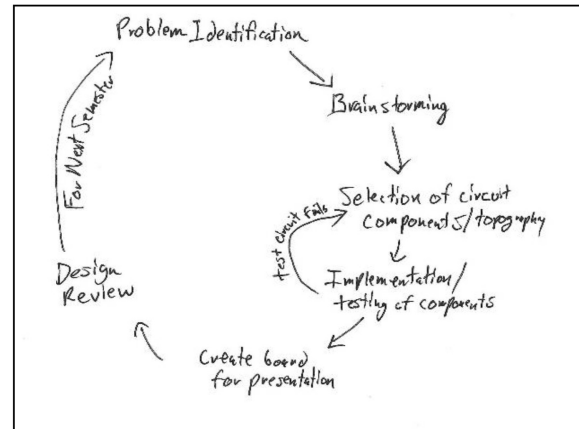 Problem Identification
Brainstorming
Selection of circuit
components/topography
test circuit fails
Implementation/
testing of components
Create board
for presentation
Design
Review
For Next Semester